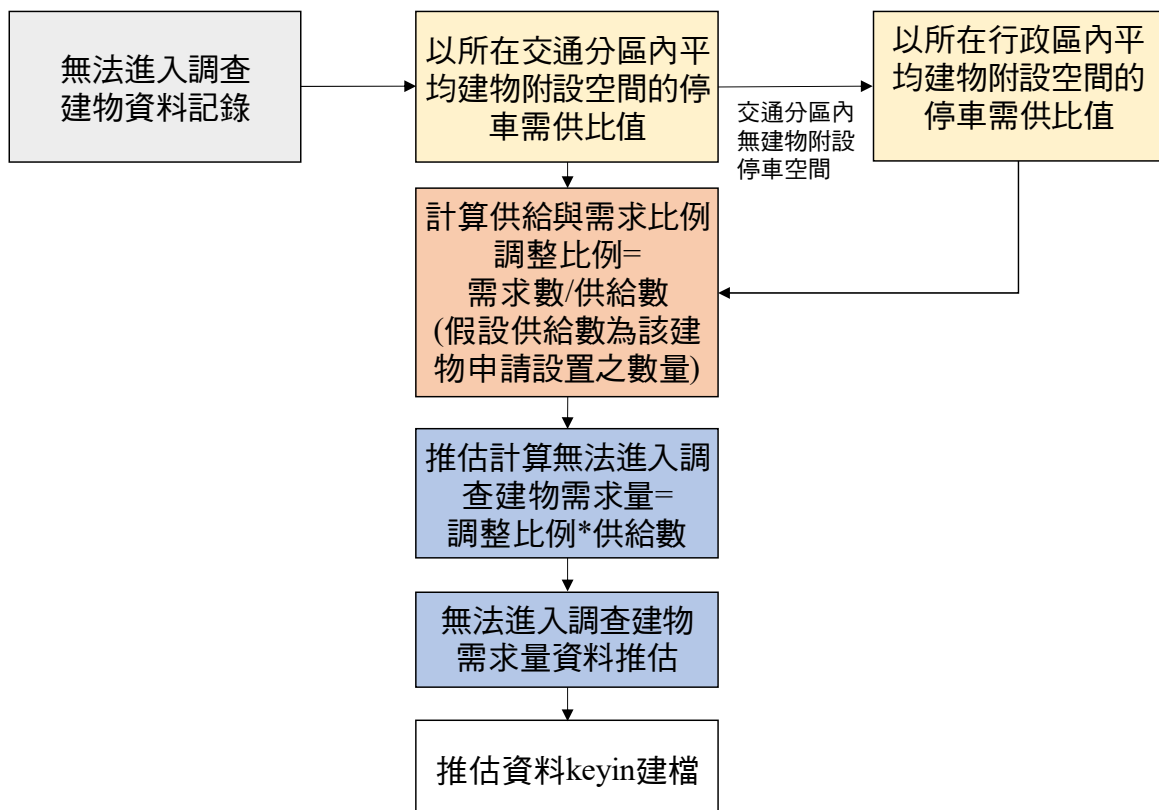 無法進入調查
建物資料記錄
以所在交通分區內平
均建物附設空間的停
車需供比值
交通分區內
無建物附設
停車空間
以所在行政區內平
均建物附設空間的
停車需供比值
計算供給與需求比例
調整比例=
需求數/供給數
(假設供給數為該建
物申請設置之數量)
推估計算無法進入調
查建物需求量=
調整比例*供給數
無法進入調查建物
需求量資料推估
推估資料keyin建檔